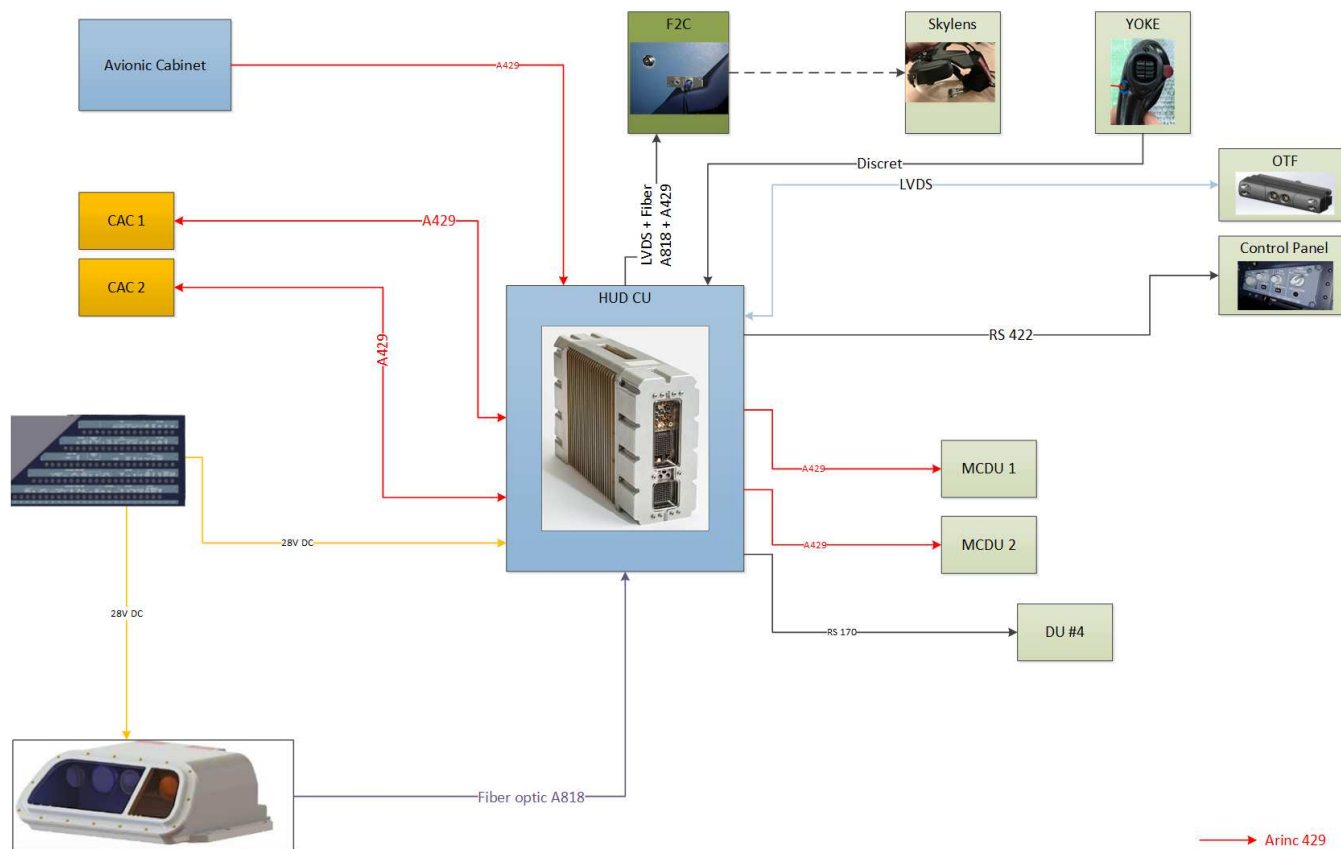 F2C
Skylens
YOKE
Avionic Cabinet
A429
Discret
LVDS
OTF
LVDS + Fiber
A818 + A429
CAC 1
A429
Control Panel
CAC 2
HUD CU
RS 422
A429
A429
MCDU 1
28V DC
A429
MCDU 2
28V DC
RS 170
DU #4
Fiber optic A818
Arinc 429